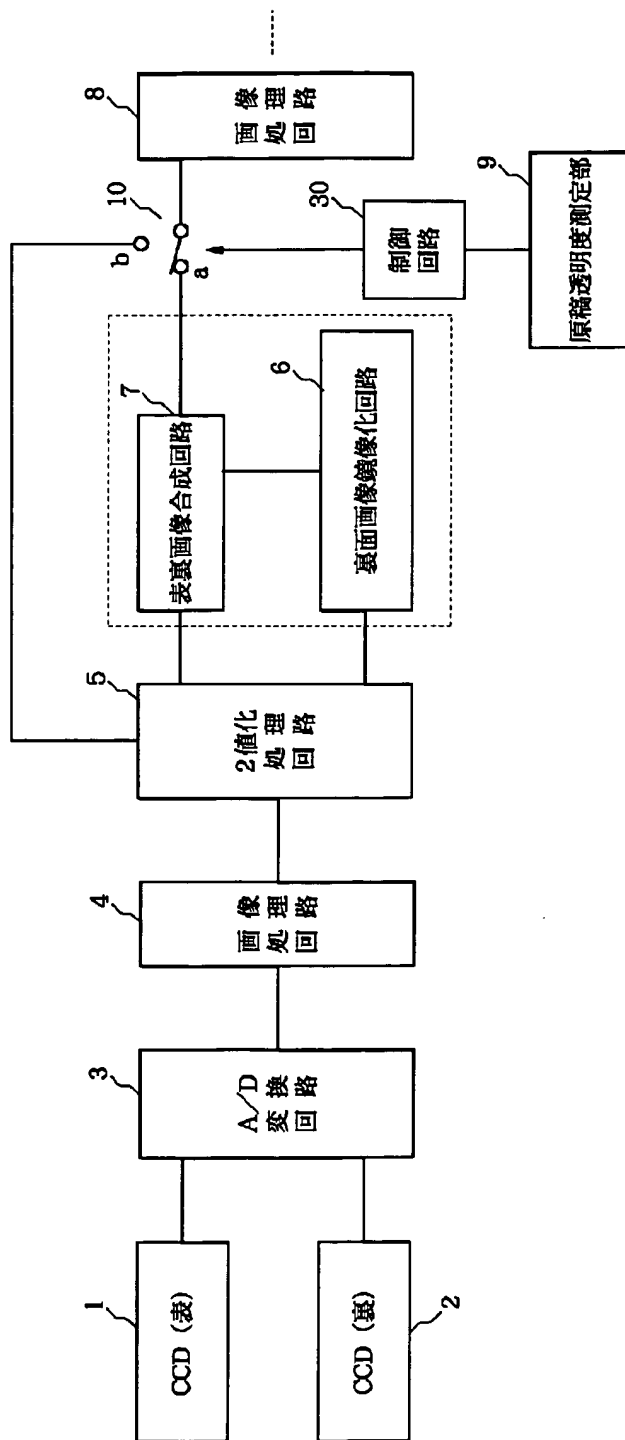 1
CCD（表）
CCD（裏）
2
3
A/D
変換
回路
4
画像
処理
回路
5
2値化
処理
回路
7
表裏画像合成回路
6
裏面画像鏡像化回路
b
10
a
8
画像
処理
回路
30
制御
回路
9
原稿透明度測定部